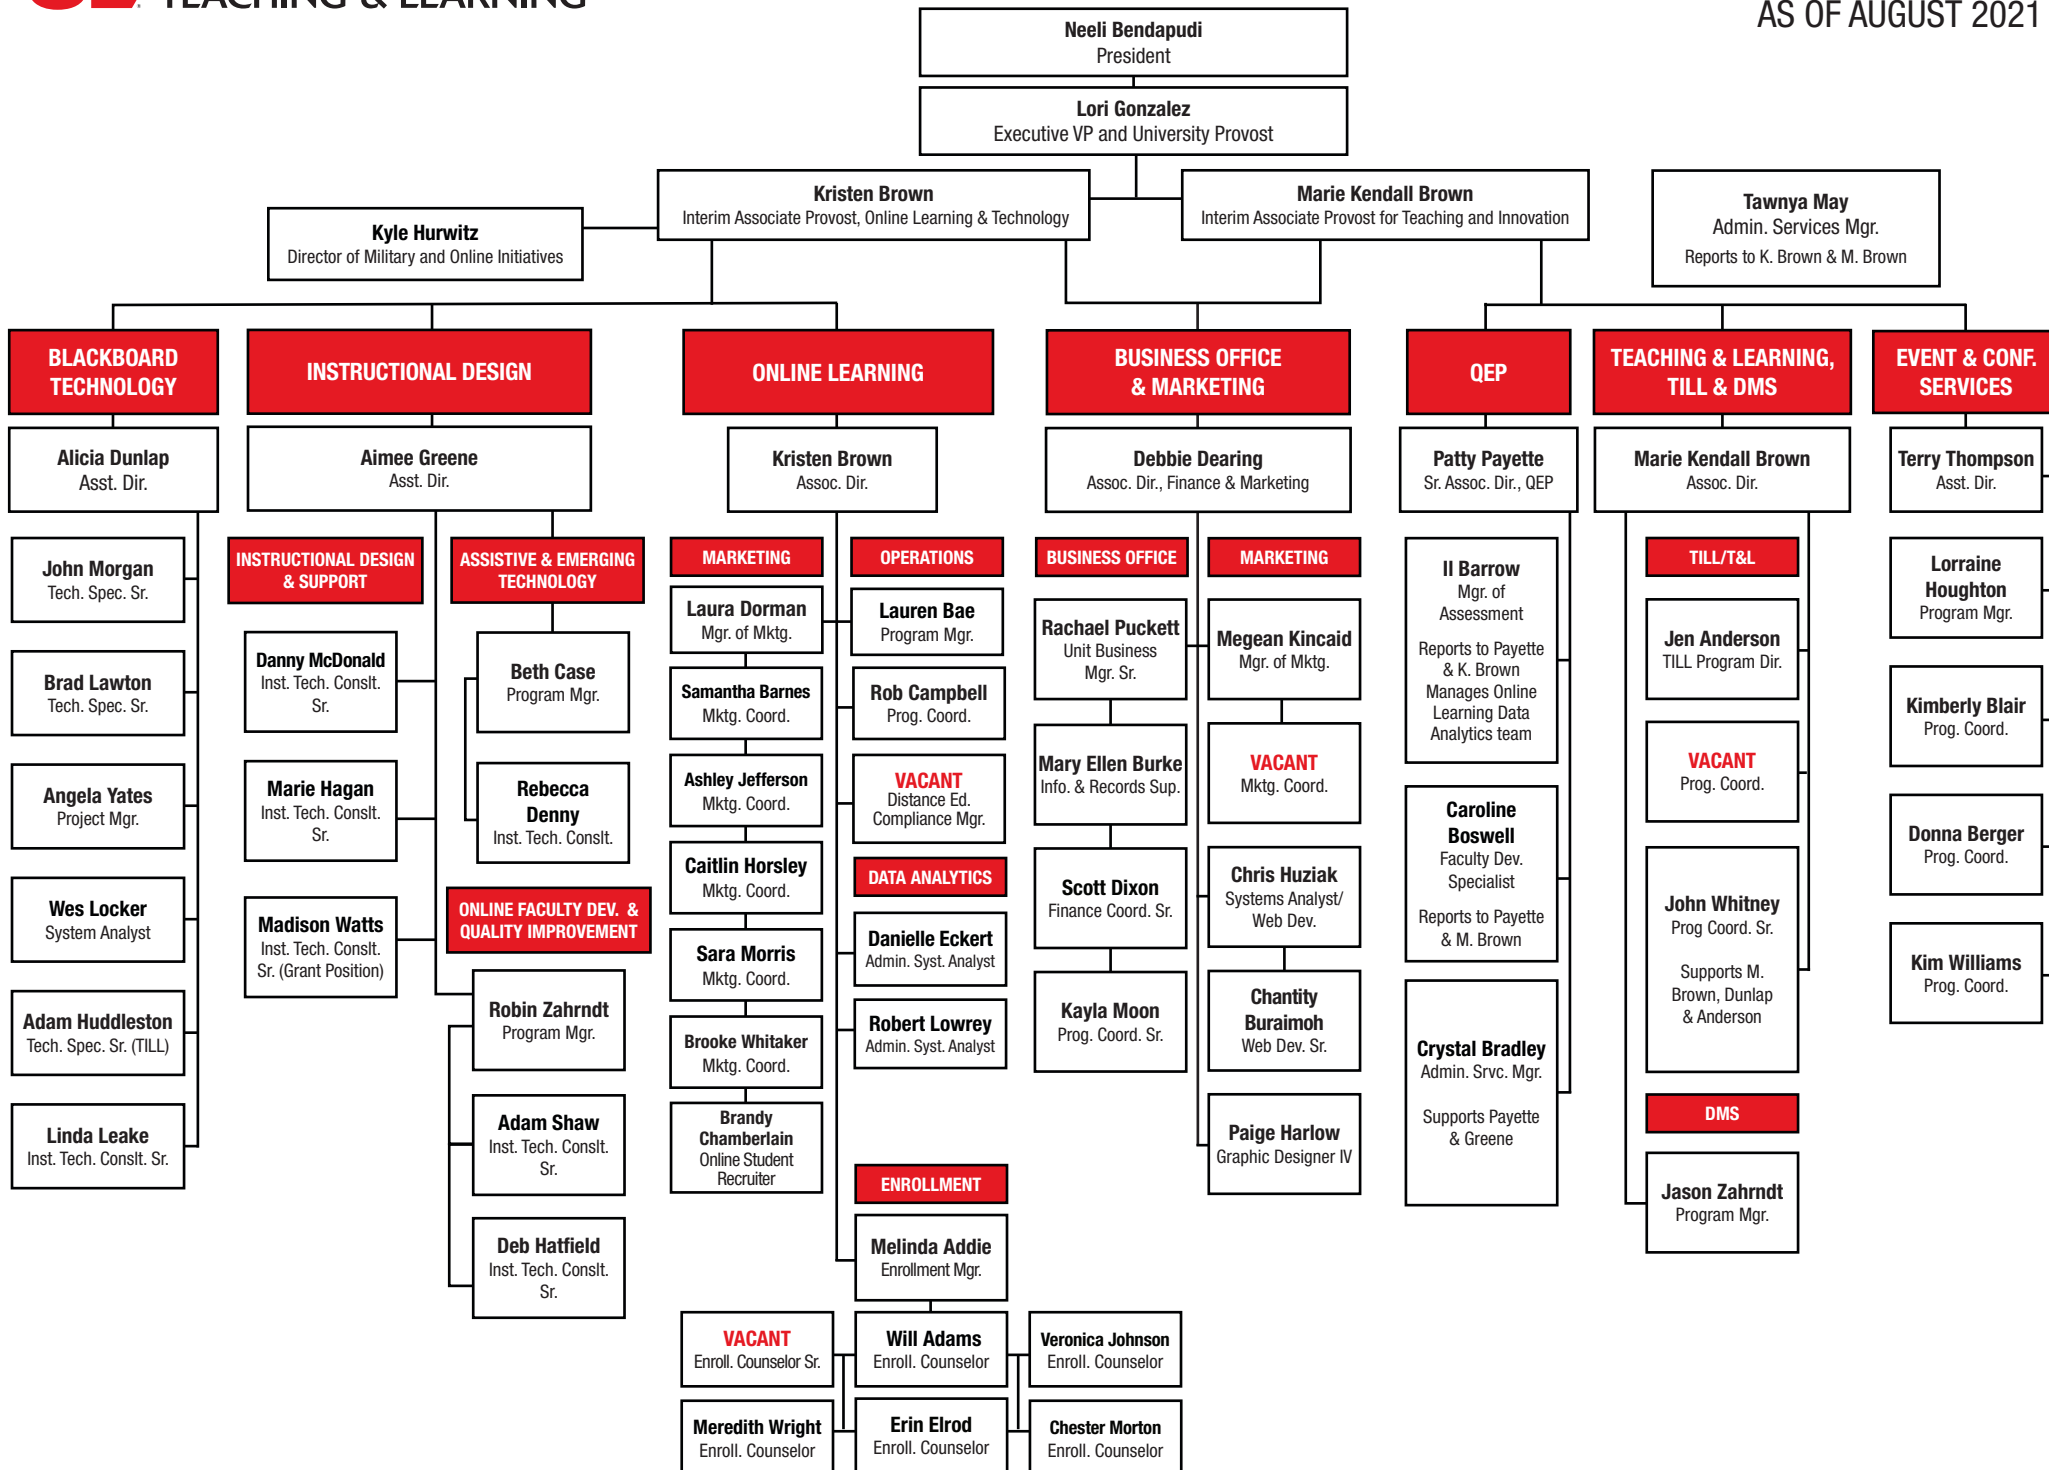 TEACHING & LEARNING
AS OF AUGUST 2021
Neeli Bendapudi
President
Lori Gonzalez
Executive VP and University Provost
Kristen Brown
Interim Associate Provost, Online Learning & Technology
Marie Kendall Brown
Interim Associate Provost for Teaching and Innovation
Tawnya May
Admin. Services Mgr.
Reports to K. Brown & M. Brown
Kyle Hurwitz
Director of Military and Online Initiatives
BLACKBOARD
TECHNOLOGY
Alicia Dunlap
Asst. Dir.
John Morgan
Tech. Spec. Sr.
Brad Lawton
Tech. Spec. Sr.
Angela Yates
Project Mgr.
Wes Locker
System Analyst
Adam Huddleston
Tech. Spec. Sr. (TILL)
Linda Leake
Inst. Tech. Conslt. Sr.
INSTRUCTIONAL DESIGN
Aimee Greene
Asst. Dir.
INSTRUCTIONAL DESIGN
& SUPPORT
Danny McDonald
Inst. Tech. Conslt.
Sr.
Marie Hagan
Inst. Tech. Conslt.
Sr.
Madison Watts
Inst. Tech. Conslt.
Sr. (Grant Position)
ASSISTIVE & EMERGING
TECHNOLOGY
Beth Case
Program Mgr.
Rebecca
Denny
Inst. Tech. Conslt.
ONLINE FACULTY DEV. &
QUALITY IMPROVEMENT
Robin Zahrndt
Program Mgr.
Adam Shaw
Inst. Tech. Conslt.
Sr.
Deb Hatfield
Inst. Tech. Conslt.
Sr.
ONLINE LEARNING
Kristen Brown
Assoc. Dir.
MARKETING
Laura Dorman
Mgr. of Mktg.
Samantha Barnes
Mktg. Coord.
Ashley Jefferson
Mktg. Coord.
Caitlin Horsley
Mktg. Coord.
Sara Morris
Mktg. Coord.
Brooke Whitaker
Mktg. Coord.
Brandy
Chamberlain
Online Student
Recruiter
OPERATIONS
Lauren Bae
Program Mgr.
Rob Campbell
Prog. Coord.
VACANT
Distance Ed.
Compliance Mgr.
DATA ANALYTICS
Danielle Eckert
Admin. Syst. Analyst
Robert Lowrey
Admin. Syst. Analyst
ENROLLMENT
Melinda Addie
Enrollment Mgr.
VACANT
Enroll. Counselor Sr.
Will Adams
Enroll. Counselor
Veronica Johnson
Enroll. Counselor
Meredith Wright
Enroll. Counselor
Erin Elrod
Enroll. Counselor
Chester Morton
Enroll. Counselor
BUSINESS OFFICE
& MARKETING
Debbie Dearing
Assoc. Dir., Finance & Marketing
BUSINESS OFFICE
Rachael Puckett
Unit Business
Mgr. Sr.
Mary Ellen Burke
Info. & Records Sup.
Scott Dixon
Finance Coord. Sr.
Kayla Moon
Prog. Coord. Sr.
MARKETING
Megean Kincaid
Mgr. of Mktg.
VACANT
Mktg. Coord.
Chris Huziak
Systems Analyst/
Web Dev.
Chantity
Buraimoh
Web Dev. Sr.
Paige Harlow
Graphic Designer IV
QEP
Patty Payette
Sr. Assoc. Dir., QEP
Il Barrow
Mgr. of
Assessment
Reports to Payette
& K. Brown
Manages Online
Learning Data
Analytics team
Caroline
Boswell
Faculty Dev.
Specialist
Reports to Payette
& M. Brown
Crystal Bradley
Admin. Srvc. Mgr.
Supports Payette
& Greene
TEACHING & LEARNING,
TILL & DMS
Marie Kendall Brown
Assoc. Dir.
TILL/T&L
Jen Anderson
TILL Program Dir.
VACANT
Prog. Coord.
John Whitney
Prog Coord. Sr.
Supports M.
Brown, Dunlap
& Anderson
DMS
Jason Zahrndt
Program Mgr.
EVENT & CONF.
SERVICES
Terry Thompson
Asst. Dir.
Lorraine
Houghton
Program Mgr.
Kimberly Blair
Prog. Coord.
Donna Berger
Prog. Coord.
Kim Williams
Prog. Coord.